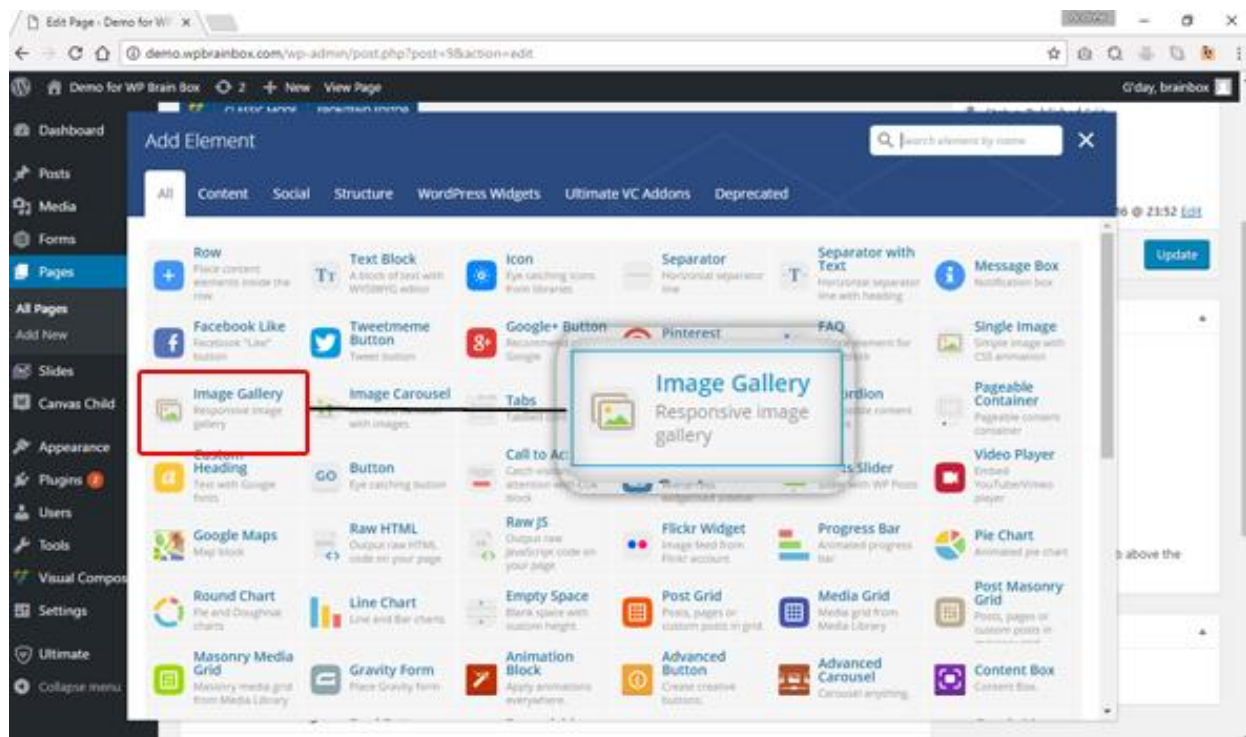 Edit Page ‹ Demo for W
demo.wpbrainbox.com/wp-admin/post.php?post=5&action=edit
Demo for WP Brain Box 2 New View Page G'day, brainbox
Dashboard
Posts
Media
Forms
Pages
All Pages
Add New
Slides
Canvas Child
Appearance
Plugins
Users
Tools
Visual Compos
Settings
Ultimate
Collapse menu
Add Element
Search element by name
All Content Social Structure WordPress Widgets Ultimate VC Addons Deprecated
Row
Place content
elements inside the
row
Text Block
A block of text with
WYSIWYG editor
Icon
Eye catching icons
from libraries
Separator
Horizontal separator
line
Separator with
Text
Horizontal separator
line with heading
Message Box
Notification box
Facebook Like
Facebook "Like"
button
Tweetmeme
Button
Tweet button
Google+ Button
Google
Pinterest
FAQ
Single Image
Simple image with
CSS animation
Image Gallery
Responsive image
gallery
Image Carousel
with images
Tabs
Image Gallery
Responsive image
gallery
Pageable
Container
Pageable content
container
Custom
Heading
Text with Google
fonts
GO
Button
Eye catching button
Call to Ac
block
Slider
with WP Posts
Video Player
Embed
YouTube/Vimeo
player
Google Maps
Map block
Raw HTML
Output raw HTML
code on your page
Raw JS
Output raw
JavaScript code on
your page
Flickr Widget
Image feed from
Flickr account
Progress Bar
Animated progress
bar
Pie Chart
Animated pie chart
Round Chart
Pie and Doughnut
charts
Line Chart
Line and Bar charts
Empty Space
Blank space with
custom height
Post Grid
Posts, pages or
custom posts in grid
Media Grid
Media grid from
Media Library
Post Masonry
Grid
Posts, pages or
custom posts in
Masonry Media
Grid
Masonry media grid
from Media Library
Gravity Form
Place Gravity form
Animation
Block
Apply animations
everywhere.
Advanced
Button
Create creative
buttons.
Advanced
Carousel
Carousel anything.
Content Box
Content Box.
@ 23:52 Edit
Update
above the